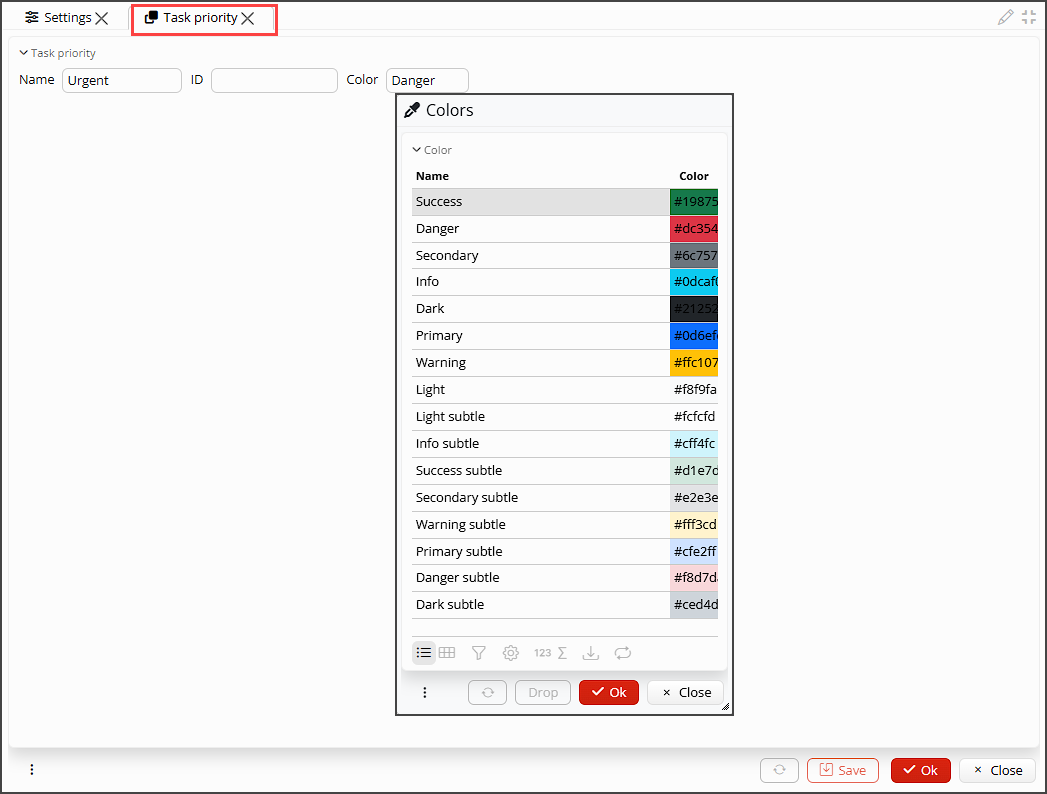 Settings Task priority
Task priority
Name Urgent ID Color Danger
Colors
Color
Name Color
Success #19875
Danger #dc354
Secondary #6c757
Info #0dcaf0
Dark #21252
Primary #0d6ef
Warning #ffc107
Light #f8f9fa
Light subtle #fcfcfd
Info subtle #cff4fc
Success subtle #d1e7d
Secondary subtle #e2e3e
Warning subtle #fff3cd
Primary subtle #cfe2ff
Danger subtle #f8d7d
Dark subtle #ced4d
123 Σ
Drop Ok × Close
Save Ok × Close